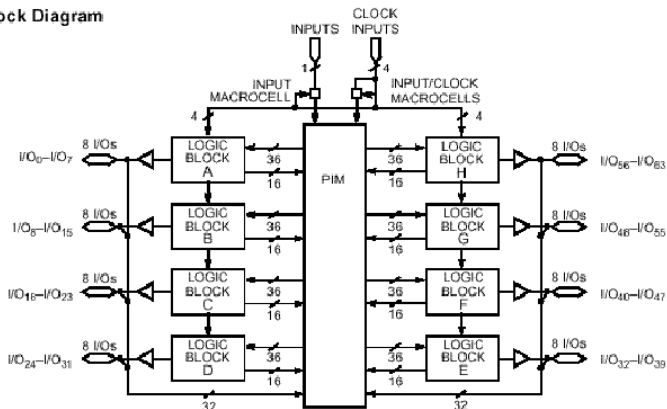 ock Diagram
INPUTS
CLOCK
INPUTS
1
4
INPUT
MACROCELL
INPUT/CLOCK
MACROCELLS
4
4
8 I/Os
I/O0–I/O7
LOGIC
BLOCK
A
36
16
PIM
36
16
LOGIC
BLOCK
H
8 I/Os
I/O56–I/O63
8 I/Os
I/O8–I/O15
LOGIC
BLOCK
B
36
16
36
16
LOGIC
BLOCK
G
8 I/Os
I/O48–I/O55
8 I/Os
I/O16–I/O23
LOGIC
BLOCK
C
36
16
36
16
LOGIC
BLOCK
F
8 I/Os
I/O40–I/O47
8 I/Os
I/O24–I/O31
LOGIC
BLOCK
D
36
16
36
16
LOGIC
BLOCK
E
8 I/Os
I/O32–I/O39
32
32